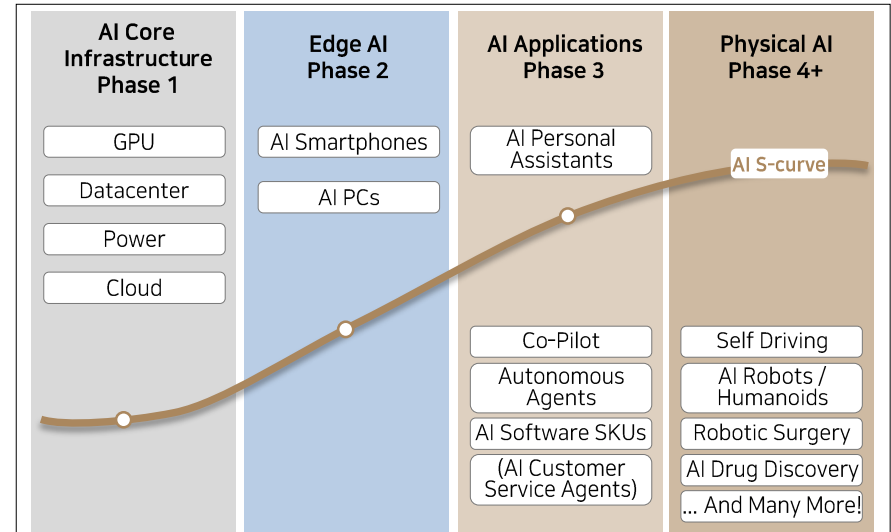 AI Core
Infrastructure
Phase 1
GPU
Datacenter
Power
Cloud
Edge AI
Phase 2
AI Smartphones
AI PCs
AI Applications
Phase 3
AI Personal
Assistants
Co-Pilot
Autonomous
Agents
AI Software SKUs
(AI Customer
Service Agents)
Physical AI
Phase 4+
AI S-curve
Self Driving
AI Robots /
Humanoids
Robotic Surgery
AI Drug Discovery
... And Many More!